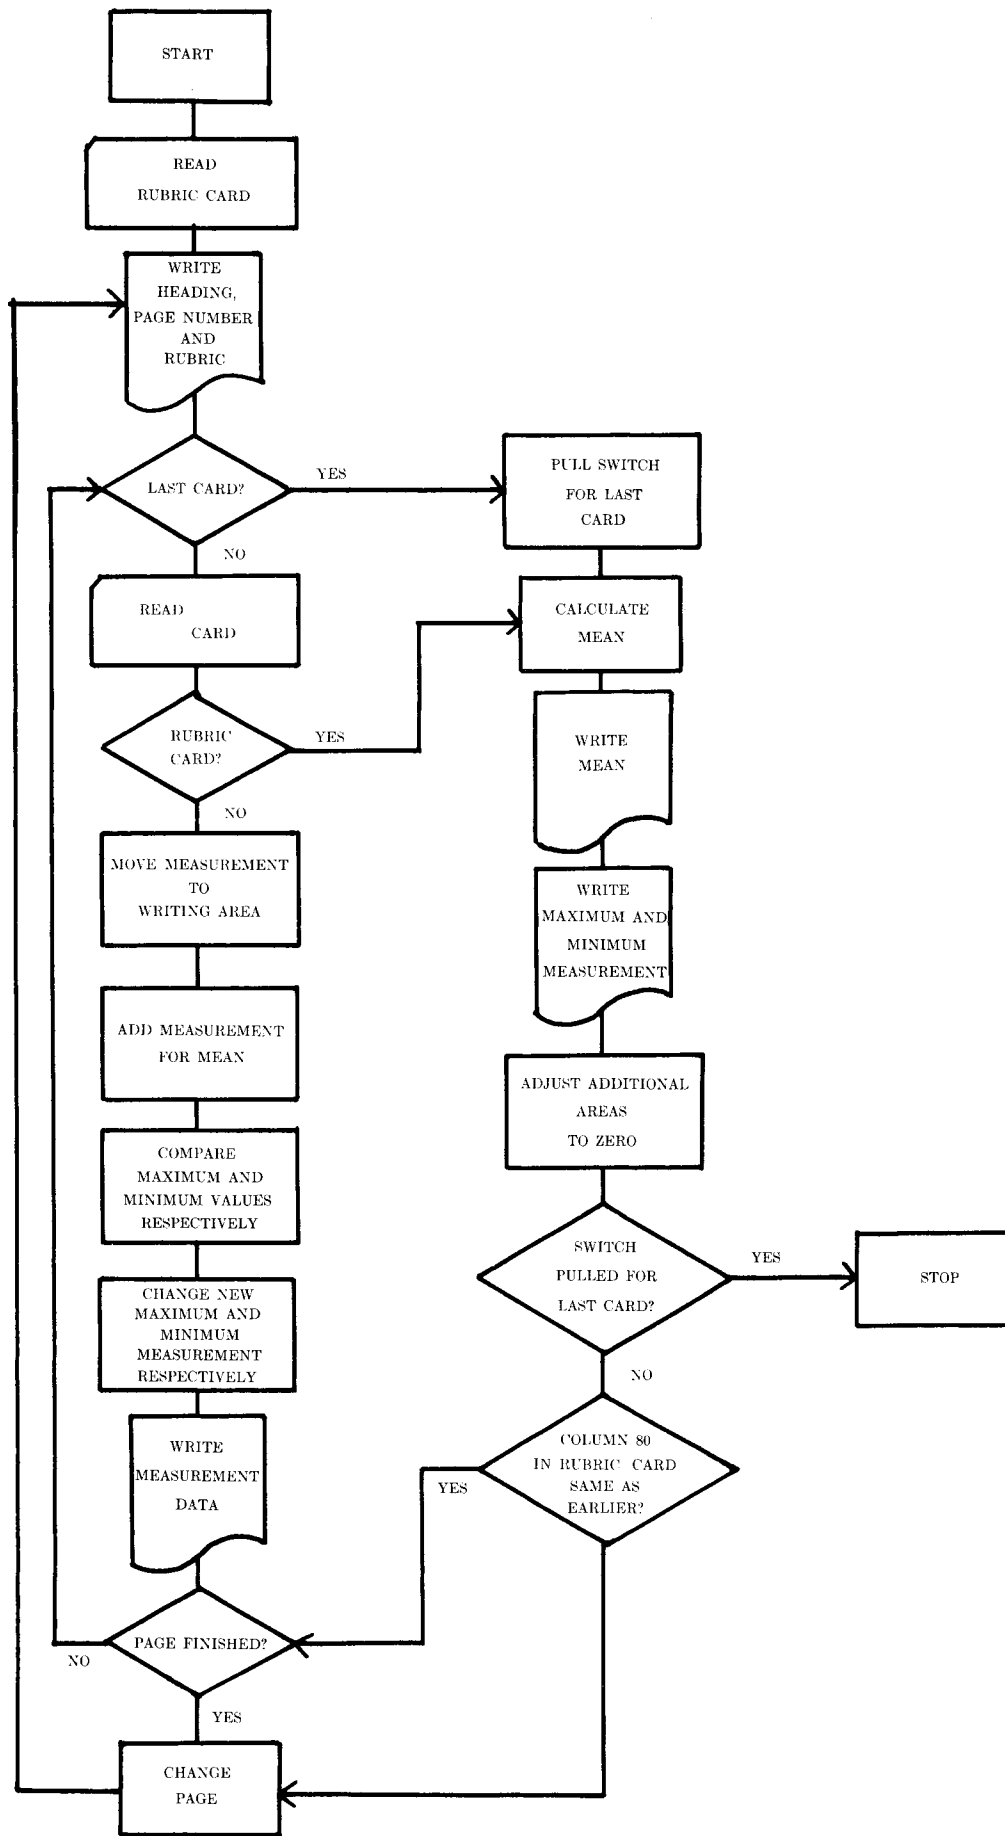 START
READ
RUBRIC CARD
WRITE
HEADING,
PAGE NUMBER
AND
RUBRIC
LAST CARD?
YES
NO
PULL SWITCH
FOR LAST
CARD
READ
CARD
CALCULATE
MEAN
RUBRIC
CARD?
YES
NO
WRITE
MEAN
MOVE MEASUREMENT
TO
WRITING AREA
WRITE
MAXIMUM AND
MINIMUM
MEASUREMENT
ADD MEASUREMENT
FOR MEAN
ADJUST ADDITIONAL
AREAS
TO ZERO
COMPARE
MAXIMUM AND
MINIMUM VALUES
RESPECTIVELY
SWITCH
PULLED FOR
LAST CARD?
YES
NO
STOP
CHANGE NEW
MAXIMUM AND
MINIMUM
MEASUREMENT
RESPECTIVELY
COLUMN 80
IN RUBRIC CARD
SAME AS
EARLIER?
YES
WRITE
MEASUREMENT
DATA
PAGE FINISHED?
NO
YES
CHANGE
PAGE